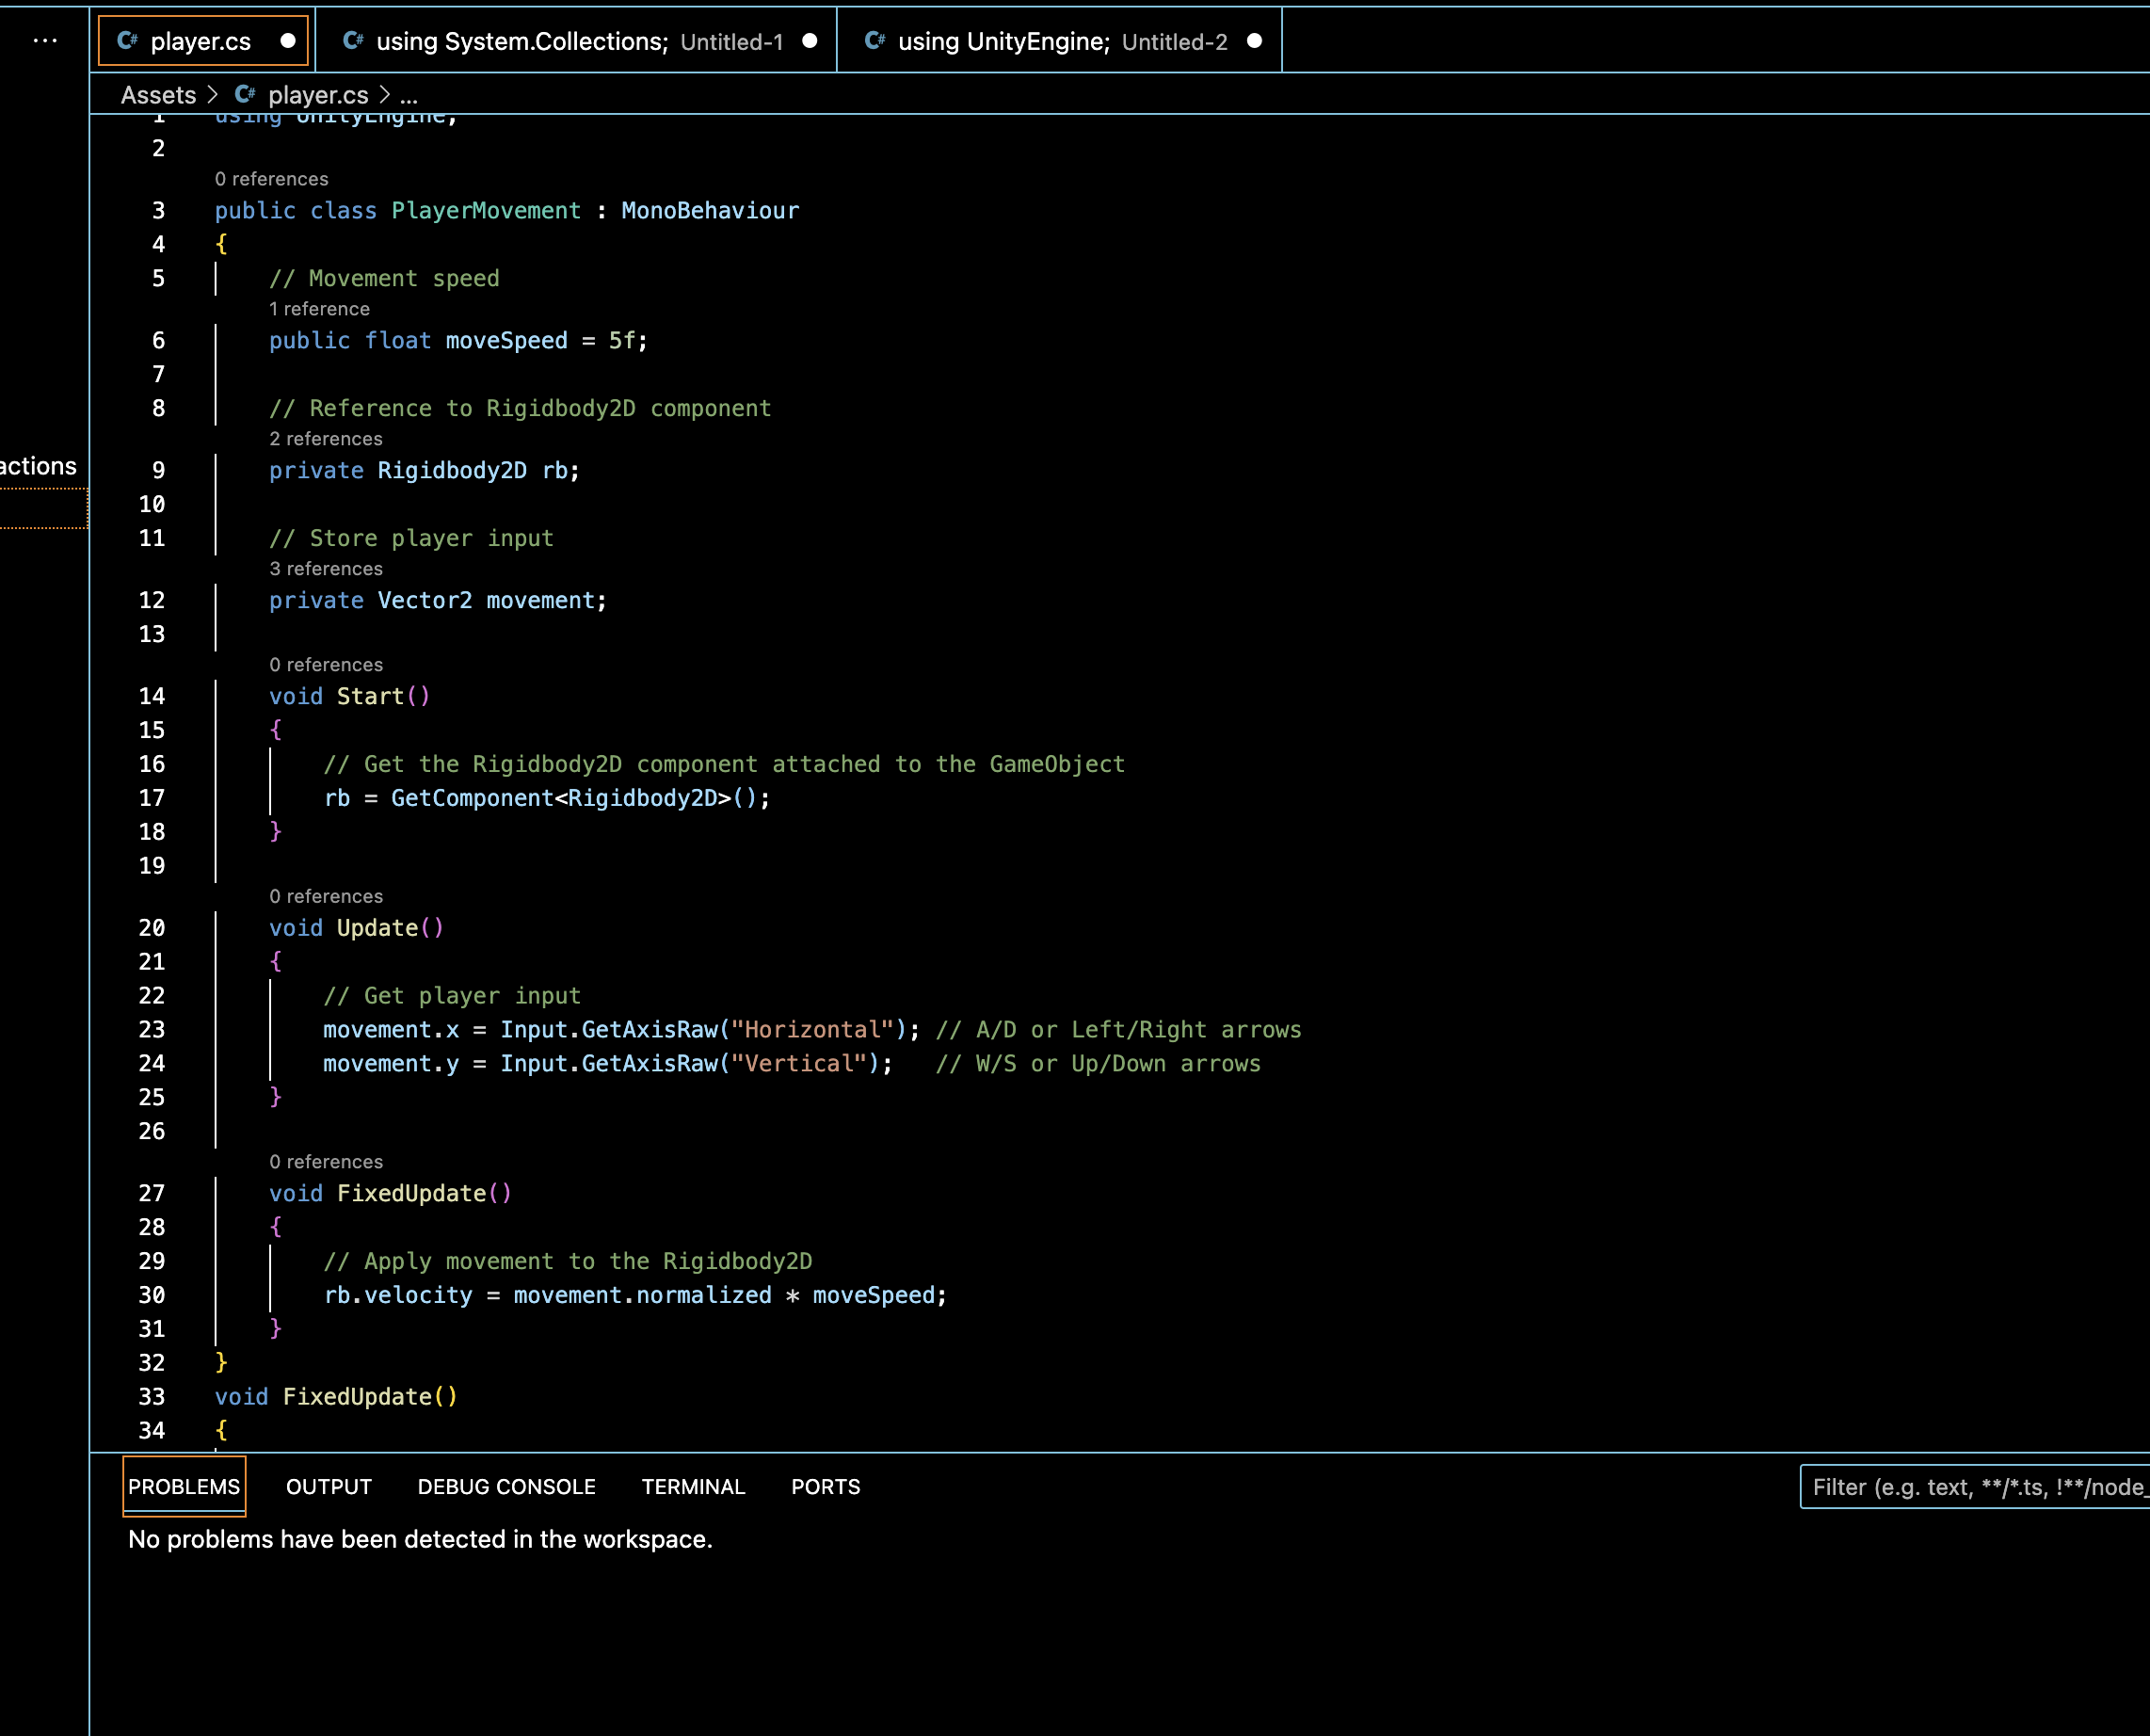 ... player.cs ● using System.Collections; Untitled-1 ● using UnityEngine; Untitled-2 ●
Assets > player.cs > ...
1 using UnityEngine;
2
0 references
3 public class PlayerMovement : MonoBehaviour
4 {
5 // Movement speed
1 reference
6 public float moveSpeed = 5f;
7
8 // Reference to Rigidbody2D component
2 references
actions
9 private Rigidbody2D rb;
10
11 // Store player input
3 references
12 private Vector2 movement;
13
0 references
14 void Start()
15 {
16 // Get the Rigidbody2D component attached to the GameObject
17 rb = GetComponent<Rigidbody2D>();
18 }
19
0 references
20 void Update()
21 {
22 // Get player input
23 movement.x = Input.GetAxisRaw("Horizontal"); // A/D or Left/Right arrows
24 movement.y = Input.GetAxisRaw("Vertical");   // W/S or Up/Down arrows
25 }
26
0 references
27 void FixedUpdate()
28 {
29 // Apply movement to the Rigidbody2D
30 rb.velocity = movement.normalized * moveSpeed;
31 }
32 }
33 void FixedUpdate()
34 {
PROBLEMS OUTPUT DEBUG CONSOLE TERMINAL PORTS Filter (e.g. text, **/*.ts, !**/node_
No problems have been detected in the workspace.